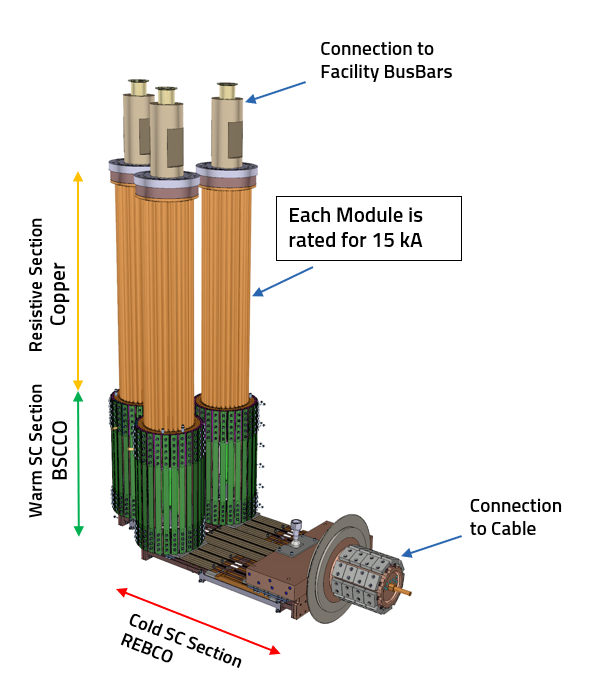 Connection to
Facility BusBars
Each Module is
rated for 15 kA
Resistive Section
Copper
Warm SC Section
BSCCO
Connection
to Cable
Cold SC Section
REBCO